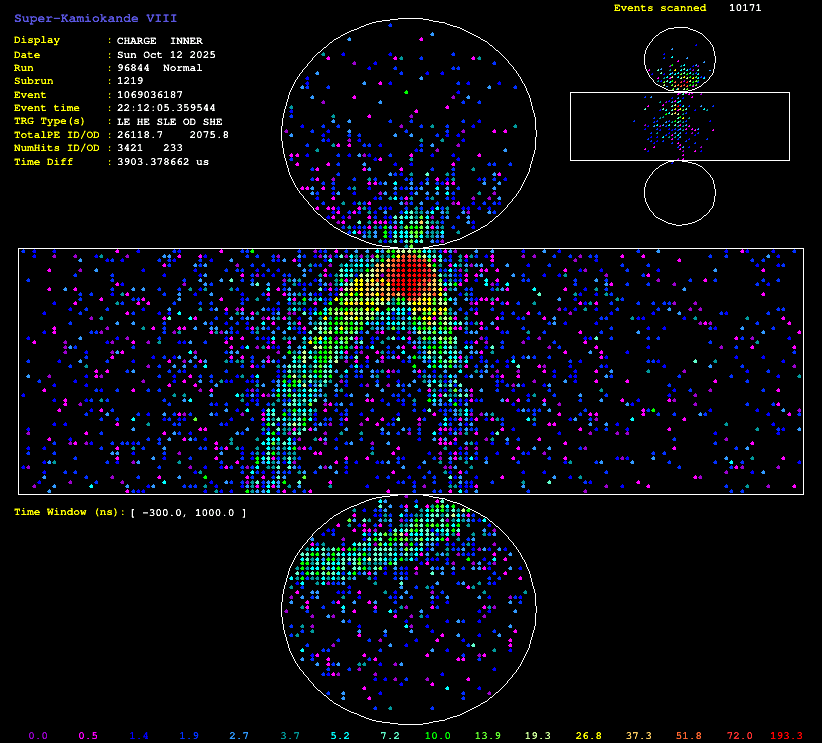 Events scanned 10171
Super-Kamiokande VIII
Display : CHARGE INNER
Date : Sun Oct 12 2025
Run : 96844 Normal
Subrun : 1219
Event : 1069036187
Event time : 22:12:05.359544
TRG Type(s) : LE HE SLE OD SHE
TotalPE ID/OD : 26118.7 2075.8
NumHits ID/OD : 3421 233
Time Diff : 3903.378662 us
Time Window (ns): [ -300.0, 1000.0 ]
0.0 0.5 1.4 1.9 2.7 3.7 5.2 7.2 10.0 13.9 19.3 26.8 37.3 51.8 72.0 193.3